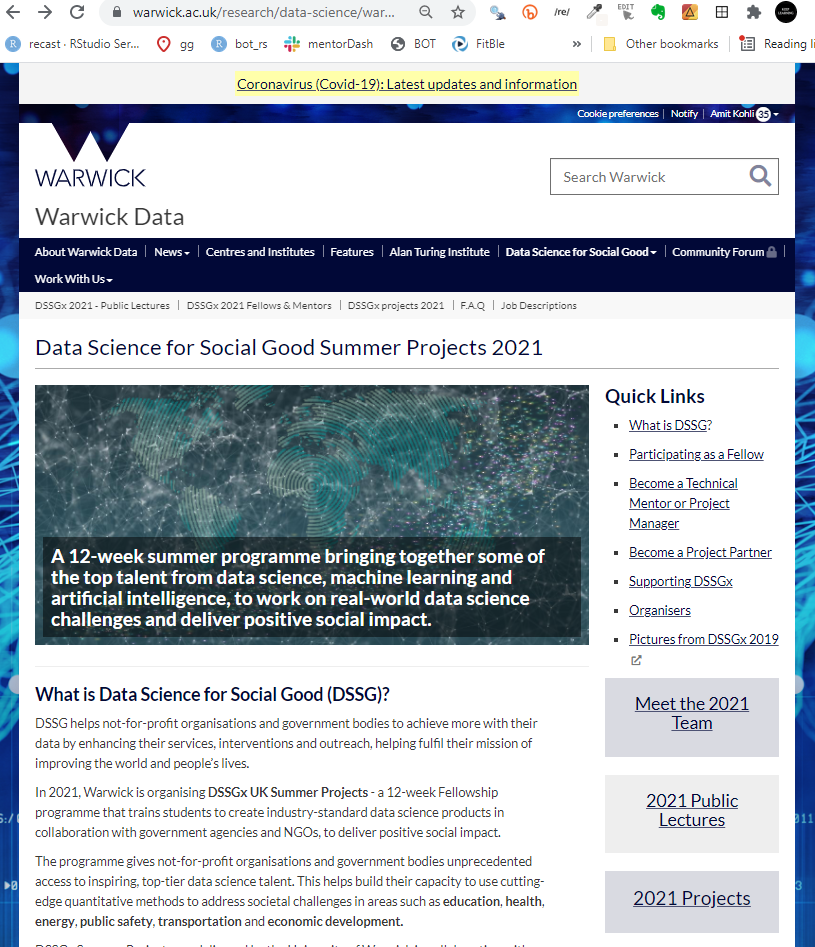 warwick.ac.uk/research/data-science/war...
/re/
EDIT
recast · RStudio Ser...
gg
bot_rs
mentorDash
BOT
FitBle
»
Other bookmarks
Reading li
Coronavirus (Covid-19): Latest updates and information
Cookie preferences | Notify | Amit Kohli 35
WARWICK
Search Warwick
Warwick Data
About Warwick Data | News | Centres and Institutes | Features | Alan Turing Institute | Data Science for Social Good | Community Forum |
Work With Us
DSSGx 2021 - Public Lectures | DSSGx 2021 Fellows & Mentors | DSSGx projects 2021 | F.A.Q | Job Descriptions
Data Science for Social Good Summer Projects 2021
A 12-week summer programme bringing together some of
the top talent from data science, machine learning and
artificial intelligence, to work on real-world data science
challenges and deliver positive social impact.
What is Data Science for Social Good (DSSG)?
DSSG helps not-for-profit organisations and government bodies to achieve more with their
data by enhancing their services, interventions and outreach, helping fulfil their mission of
improving the world and people's lives.
In 2021, Warwick is organising DSSGx UK Summer Projects - a 12-week Fellowship
programme that trains students to create industry-standard data science products in
collaboration with government agencies and NGOs, to deliver positive social impact.
The programme gives not-for-profit organisations and government bodies unprecedented
access to inspiring, top-tier data science talent. This helps build their capacity to use cutting-
edge quantitative methods to address societal challenges in areas such as education, health,
energy, public safety, transportation and economic development.
Quick Links
What is DSSG?
Participating as a Fellow
Become a Technical
Mentor or Project
Manager
Become a Project Partner
Supporting DSSGx
Organisers
Pictures from DSSGx 2019
Meet the 2021
Team
2021 Public
Lectures
2021 Projects